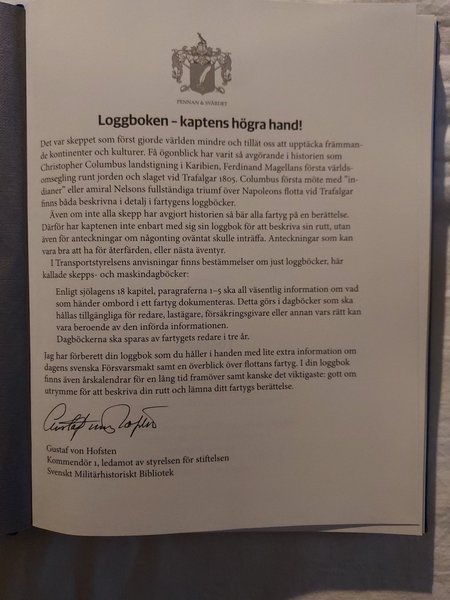 PENNAN & SVÄRDET
Loggboken – kaptens högra hand!
Det var skeppet som först gjorde världen mindre och tillät oss att upptäcka främman-
de kontinenter och kulturer. Få ögonblick har varit så avgörande i historien som
Christopher Columbus landstigning i Karibien, Ferdinand Magellans första världs-
omsegling runt jorden och slaget vid Trafalgar 1805. Columbus första möte med "in-
dianer" eller amiral Nelsons fullständiga triumf över Napoleons flotta vid Trafalgar
finns båda beskrivna i detalj i fartygens loggböcker.
Även om inte alla skepp har avgjort historien så bär alla fartyg på en berättelse.
Därför har kaptenen inte enbart med sig sin loggbok för att beskriva sin rutt, utan
även för anteckningar om någonting oväntat skulle inträffa. Anteckningar som kan
vara bra att ha för återfärden, eller nästa äventyr.
I Transportstyrelsens anvisningar finns bestämmelser om just loggböcker, här
kallade skepps- och maskindagböcker:
Enligt sjölagens 18 kapitel, paragraferna 1–5 ska all väsentlig information om vad
som händer ombord i ett fartyg dokumenteras. Detta görs i dagböcker som ska
hållas tillgängliga för redare, lastägare, försäkringsgivare eller annan vars rätt kan
vara beroende av den införda informationen.
Dagböckerna ska sparas av fartygets redare i tre år.
Jag har förberett din loggbok som du håller i handen med lite extra information om
dagens svenska Försvarsmakt samt en överblick över flottans fartyg. I din loggbok
finns även årskalendrar för en lång tid framöver samt kanske det viktigaste: gott om
utrymme för att beskriva din rutt och lämna ditt fartygs berättelse.
Gustaf von Hofsten
Gustaf von Hofsten
Kommendör 1, ledamot av styrelsen för stiftelsen
Svenskt Militärhistoriskt Bibliotek